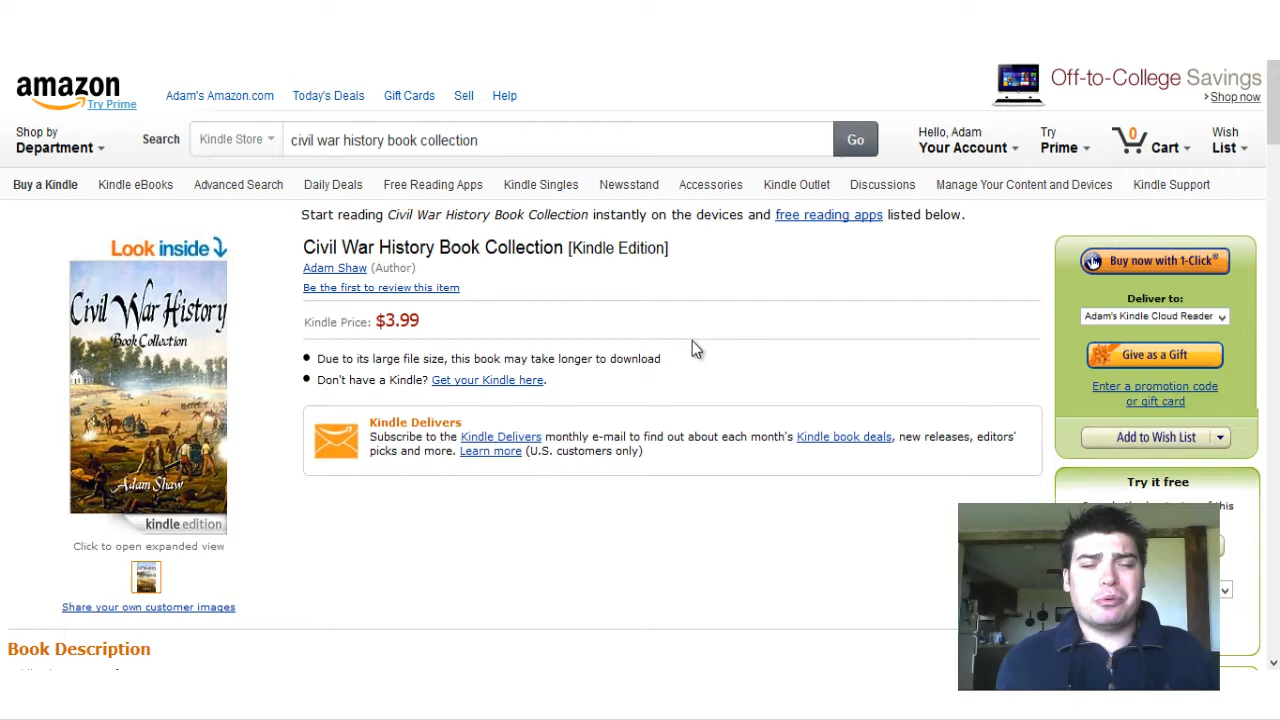 amazon
Try Prime
Adam's Amazon.com Today's Deals Gift Cards Sell Help
Off-to-College Savings
Shop now
Shop by
Department
Search Kindle Store civil war history book collection Go
Hello, Adam
Your Account
Try
Prime
0
Cart
Wish
List
Buy a Kindle Kindle eBooks Advanced Search Daily Deals Free Reading Apps Kindle Singles Newsstand Accessories Kindle Outlet Discussions Manage Your Content and Devices Kindle Support
Start reading Civil War History Book Collection instantly on the devices and free reading apps listed below.
Look inside
Civil War History
Book Collection
Adam Shaw
kindle edition
Click to open expanded view
Share your own customer images
Civil War History Book Collection [Kindle Edition]
Adam Shaw (Author)
Be the first to review this item
Kindle Price: $3.99
Due to its large file size, this book may take longer to download
Don't have a Kindle? Get your Kindle here.
Kindle Delivers
Subscribe to the Kindle Delivers monthly e-mail to find out about each month's Kindle book deals, new releases, editors'
picks and more. Learn more (U.S. customers only)
Buy now with 1-Click®
Deliver to:
Adam's Kindle Cloud Reader
Give as a Gift
Enter a promotion code
or gift card
Add to Wish List
Try it free
this
Book Description